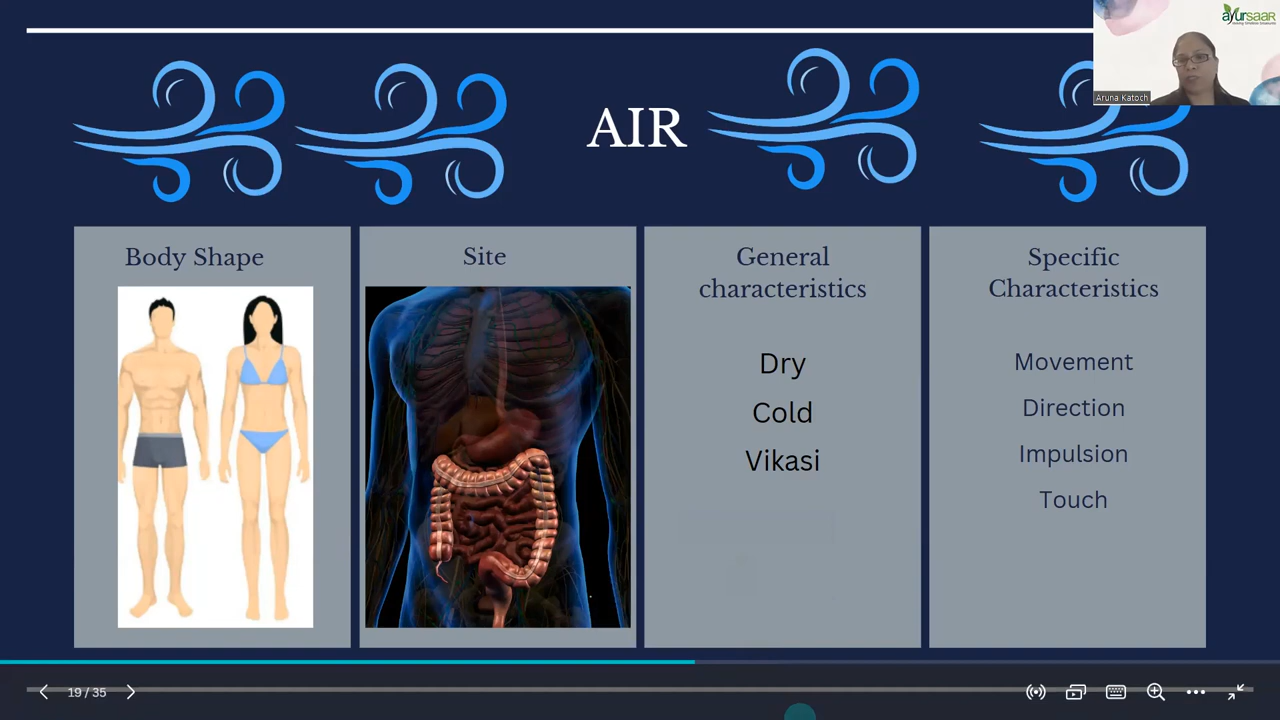 ayurSAAR
Aruna Katoch
AIR
Body Shape
Site
General
characteristics
Dry
Cold
Vikasi
Specific
Characteristics
Movement
Direction
Impulsion
Touch
19 / 35